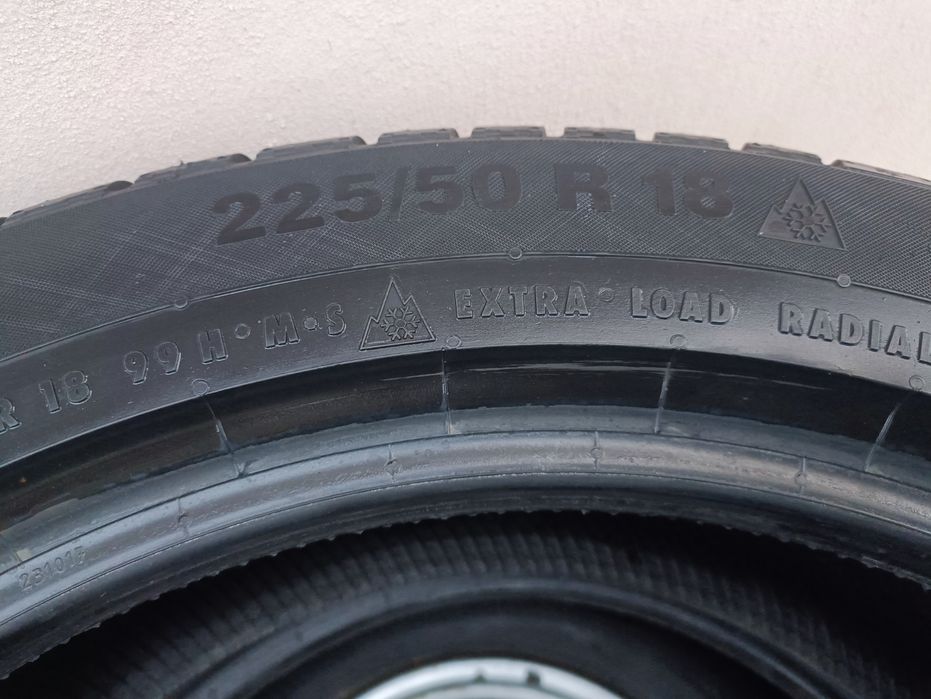 225/50 R 18
R 18 99 H•M•S EXTRA LOAD RADIAL